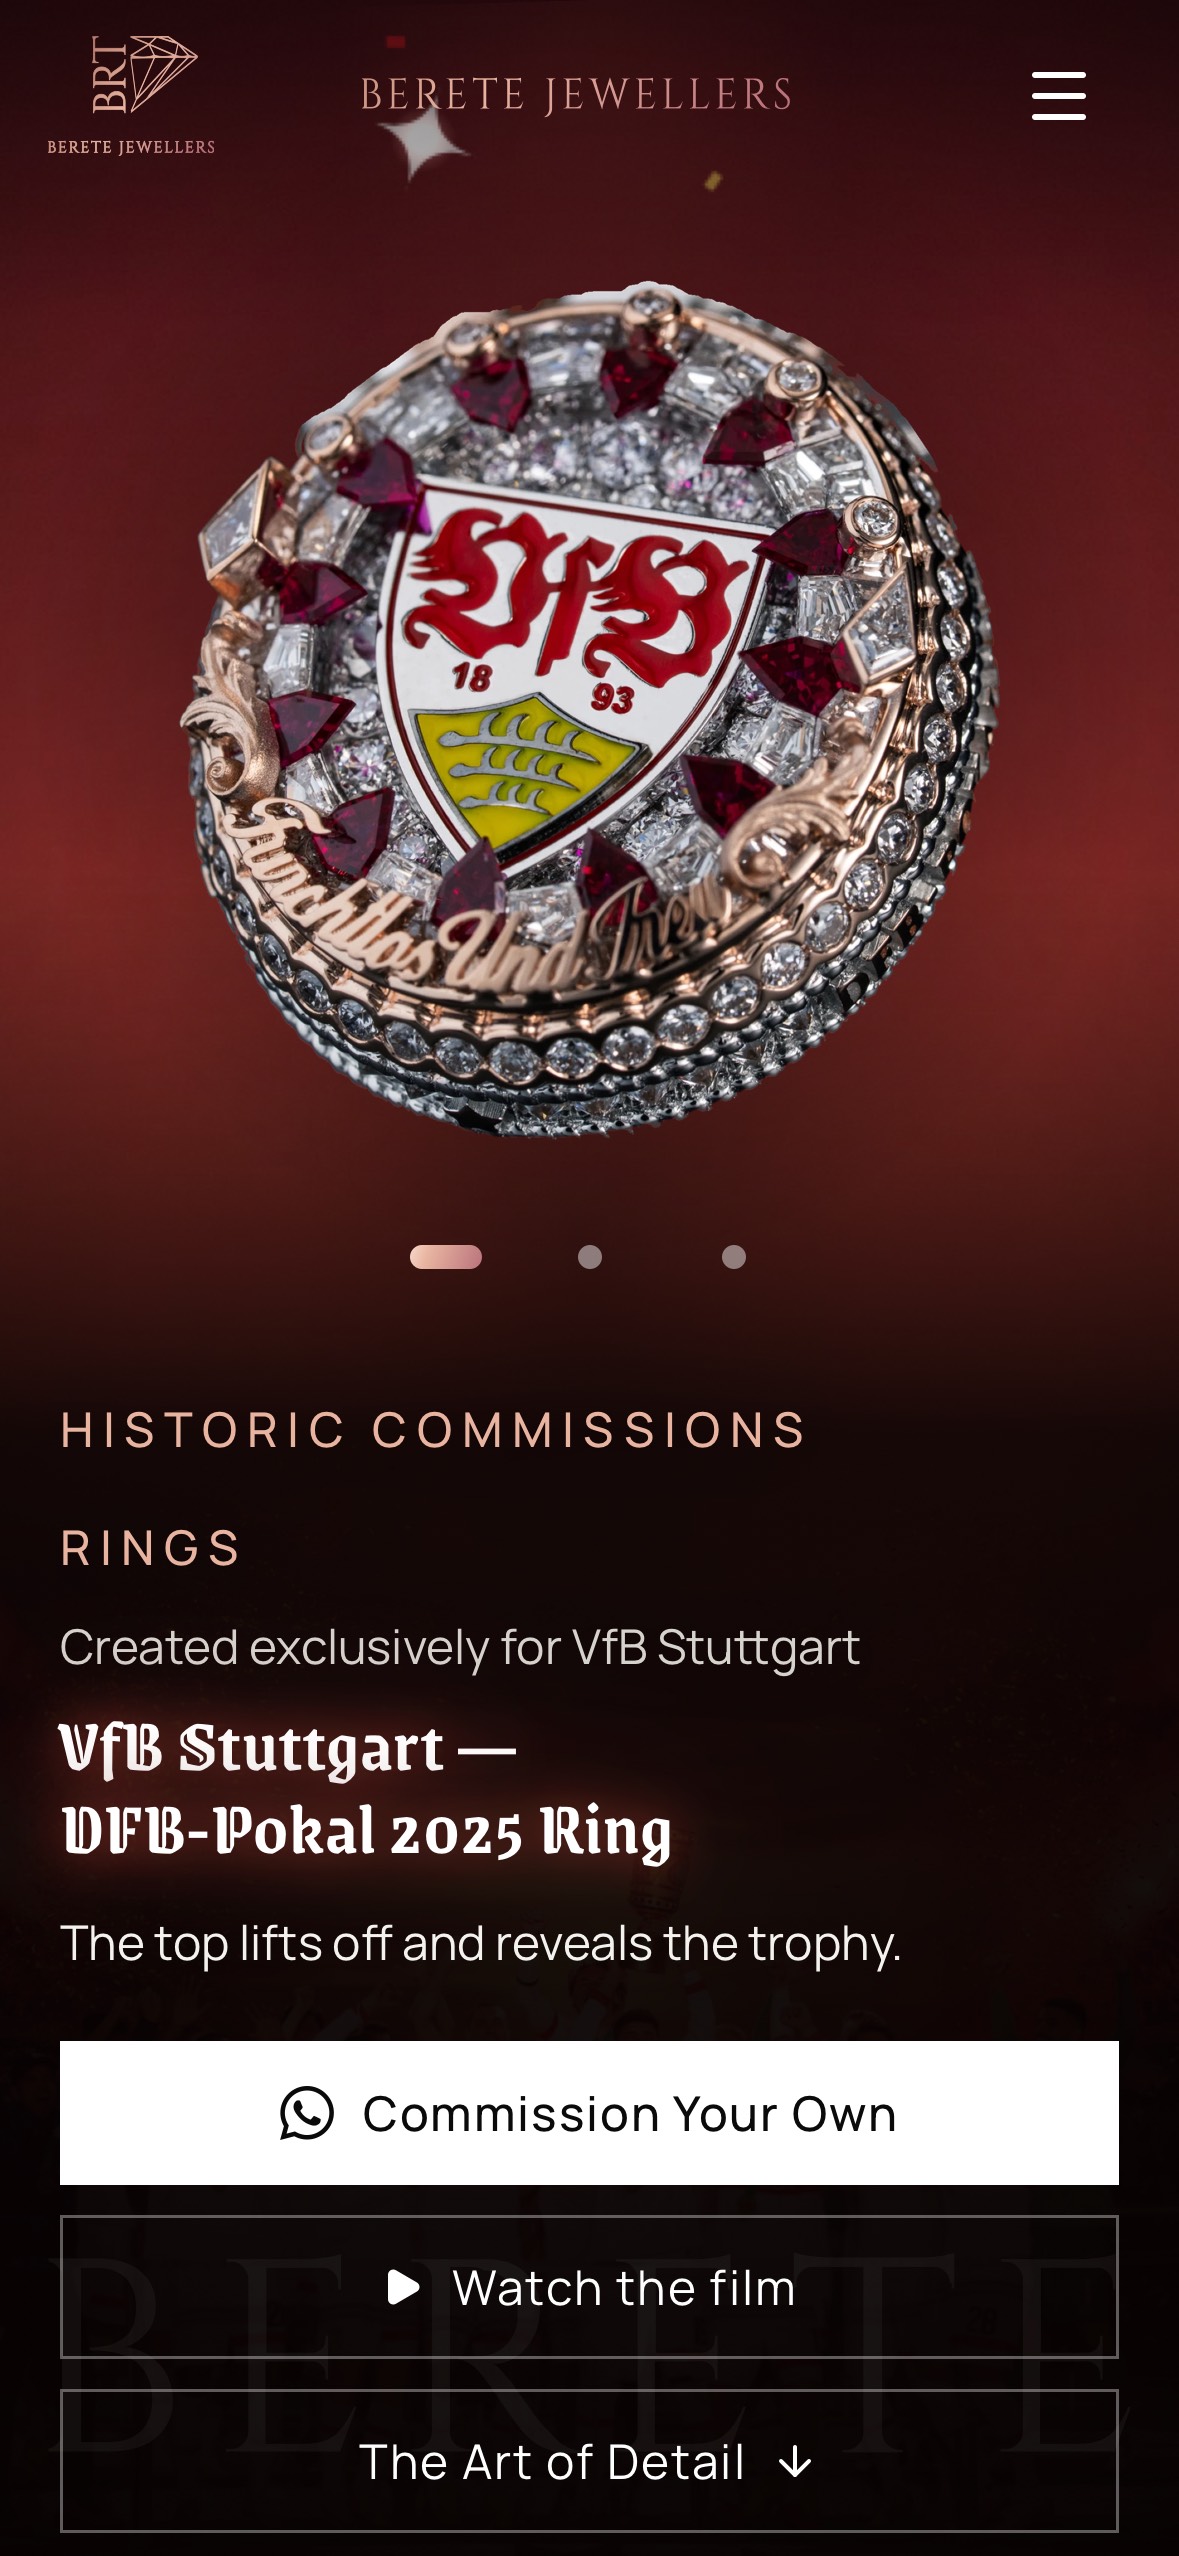 BRT
BERETE JEWELLERS
BERETE JEWELLERS
VfB
18 93
Furchtlos Und Treu
HISTORIC COMMISSIONS
RINGS
Created exclusively for VfB Stuttgart
VfB Stuttgart —
DFB-Pokal 2025 Ring
The top lifts off and reveals the trophy.
Commission Your Own
Watch the film
The Art of Detail ↓
BERETE